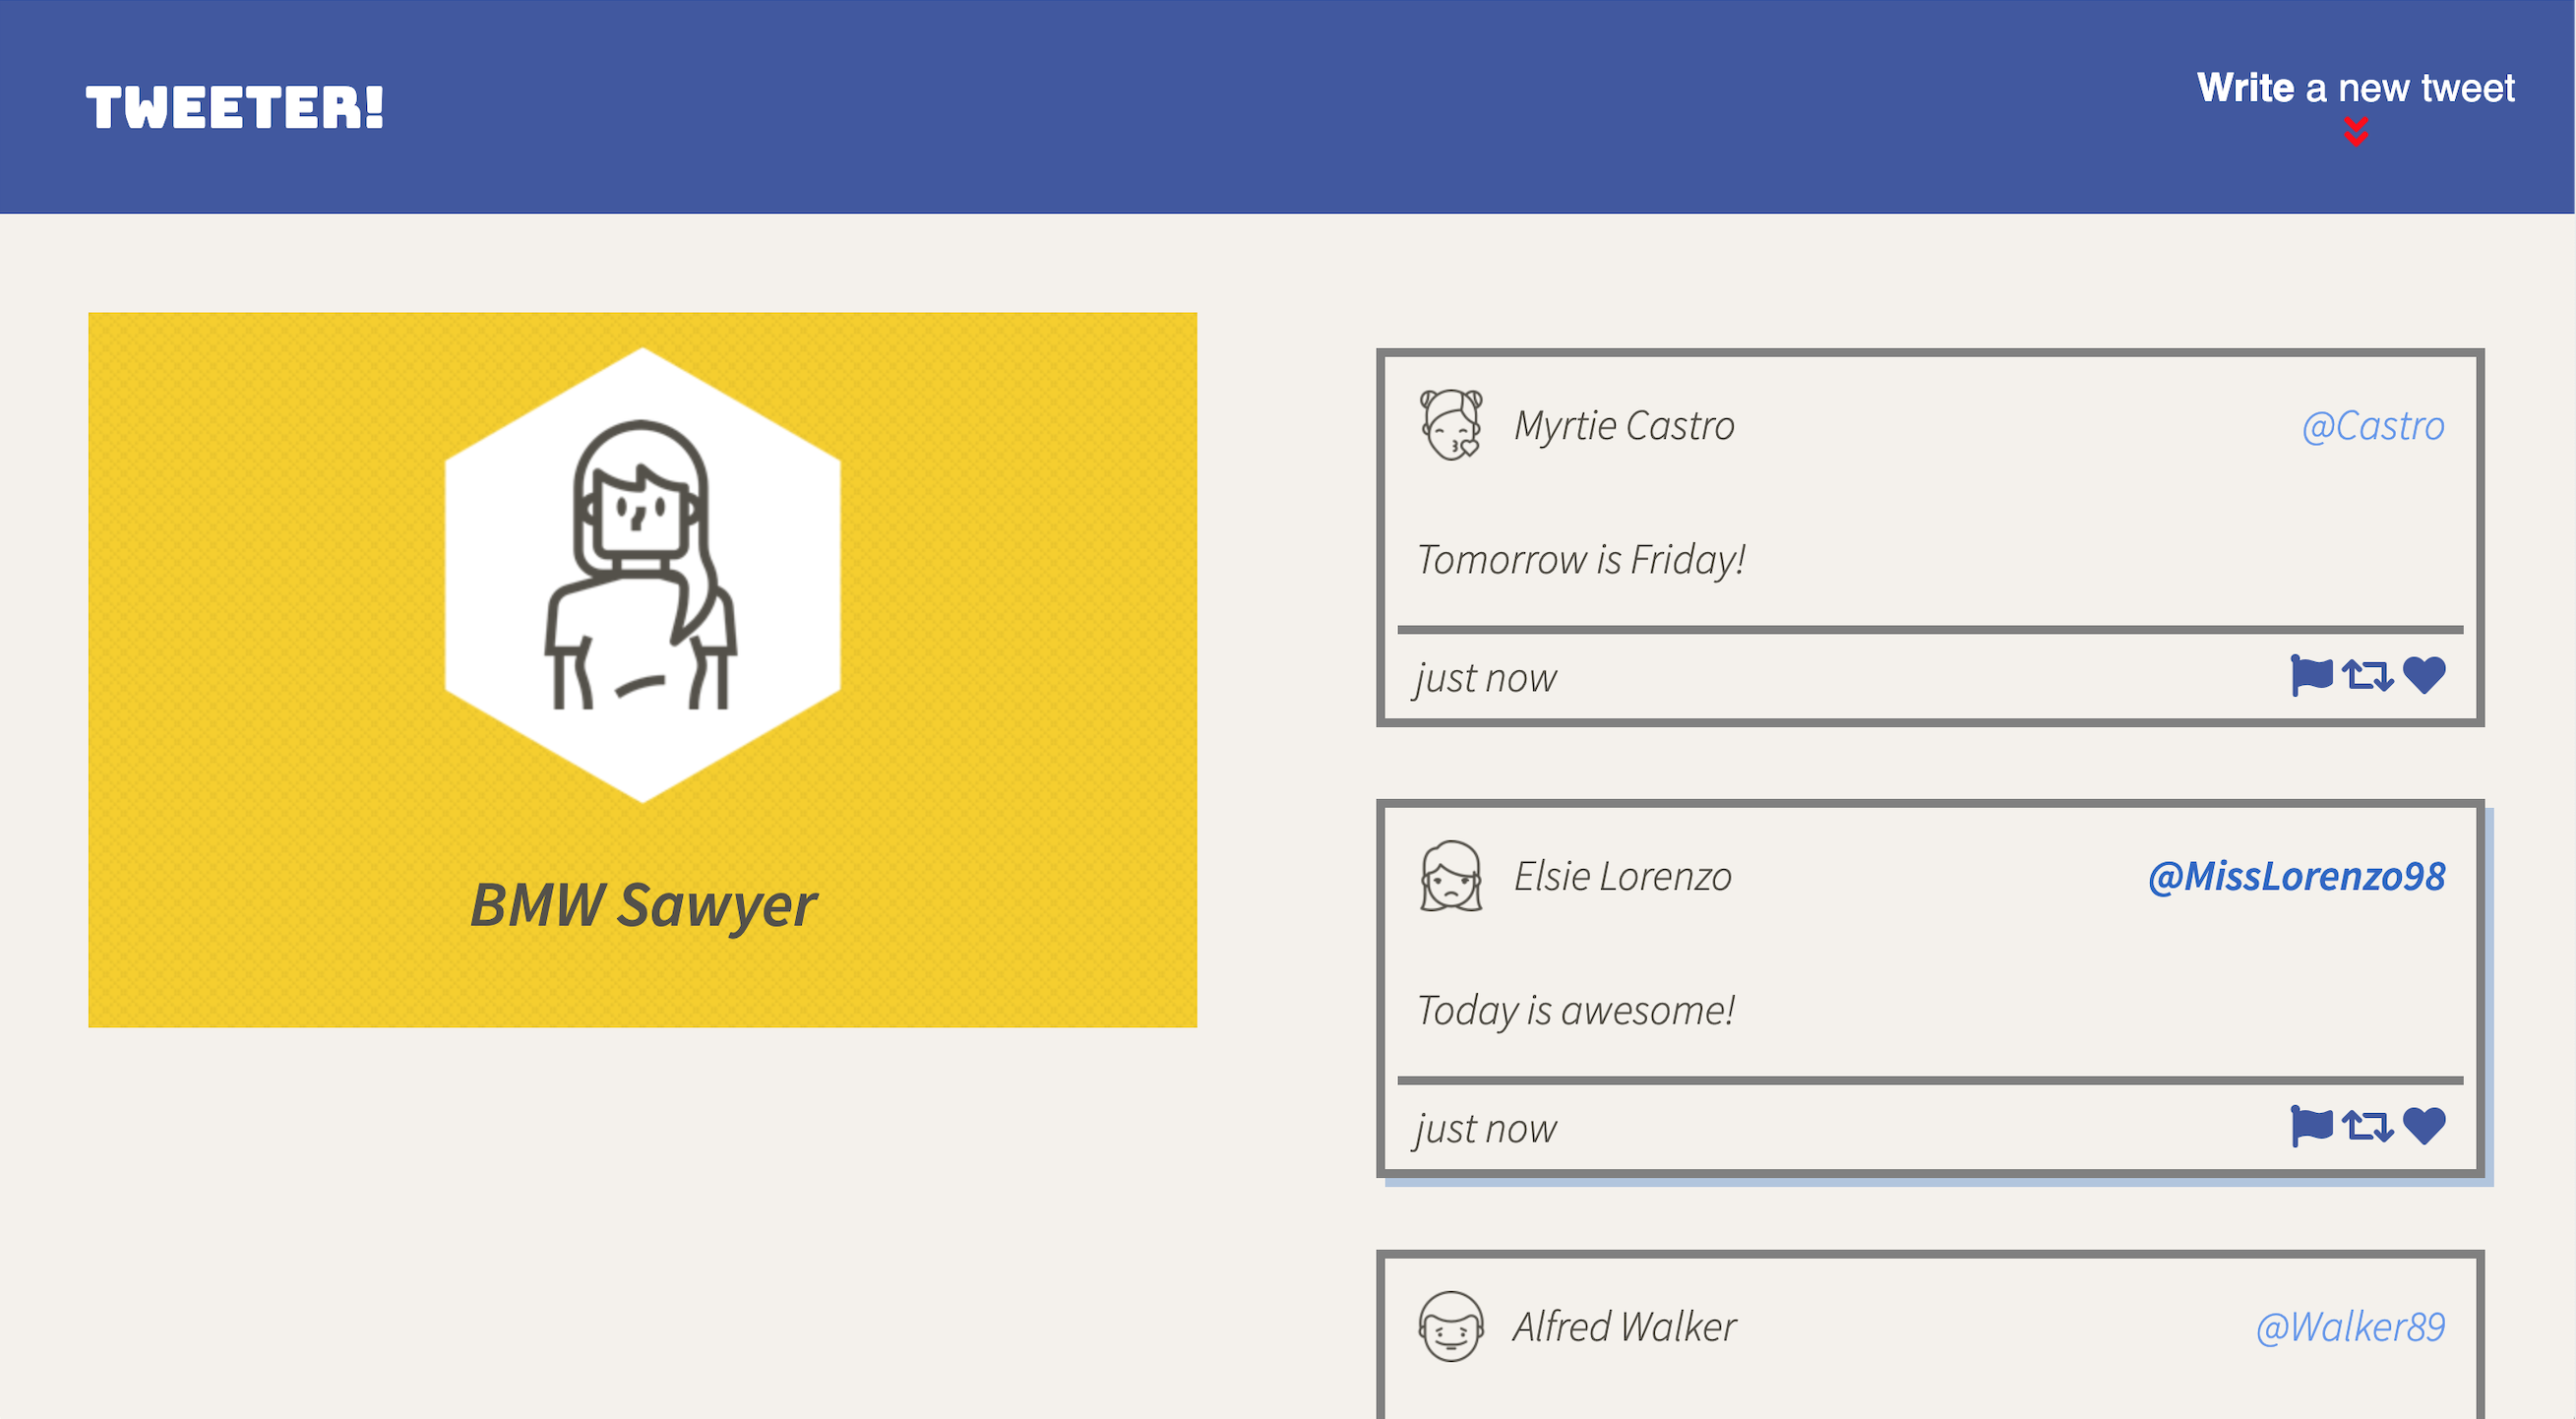 TWEETER!
Write a new tweet
BMW Sawyer
Myrtie Castro @Castro
Tomorrow is Friday!
just now
Elsie Lorenzo @MissLorenzo98
Today is awesome!
just now
Alfred Walker @Walker89